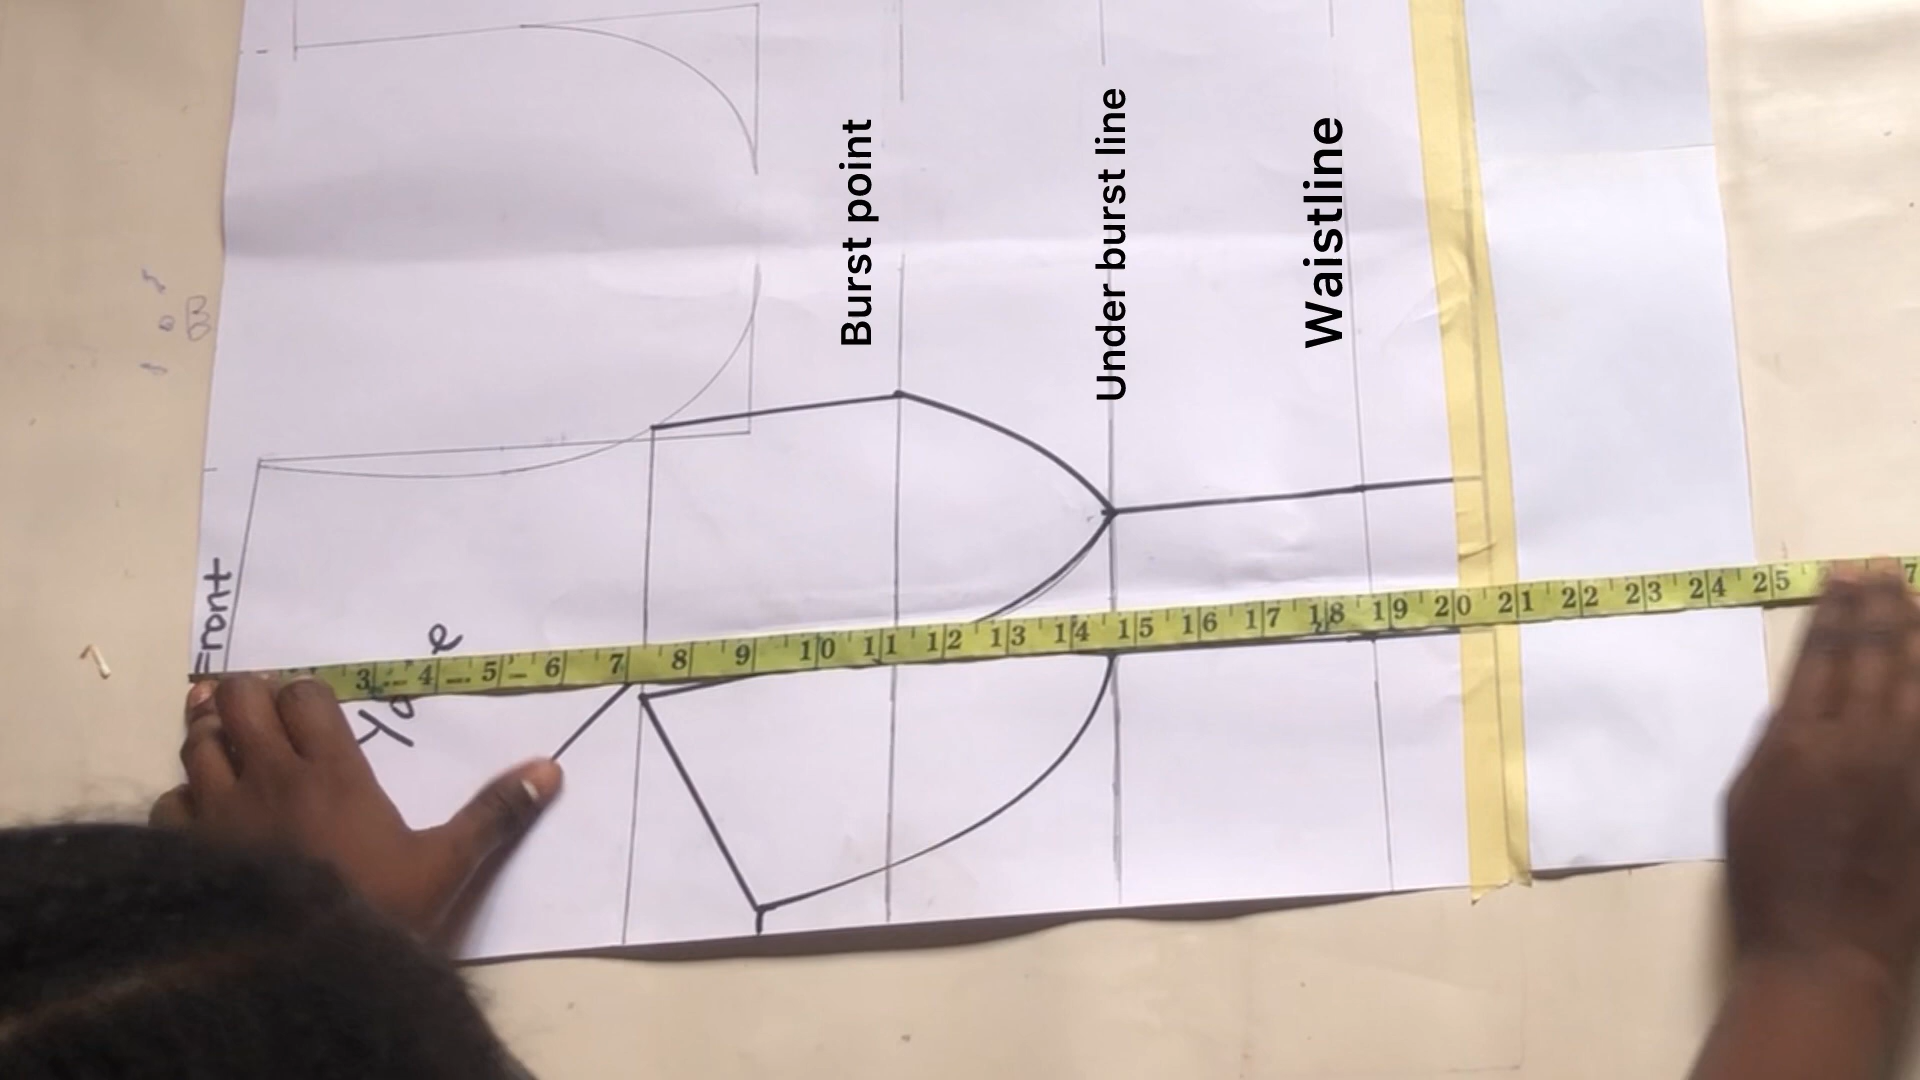 Burst point
Under burst line
Waistline
Front
3 4 5 6 7 8 9 10 11 12 13 14 15 16 17 18 19 20 21 22 23 24 25